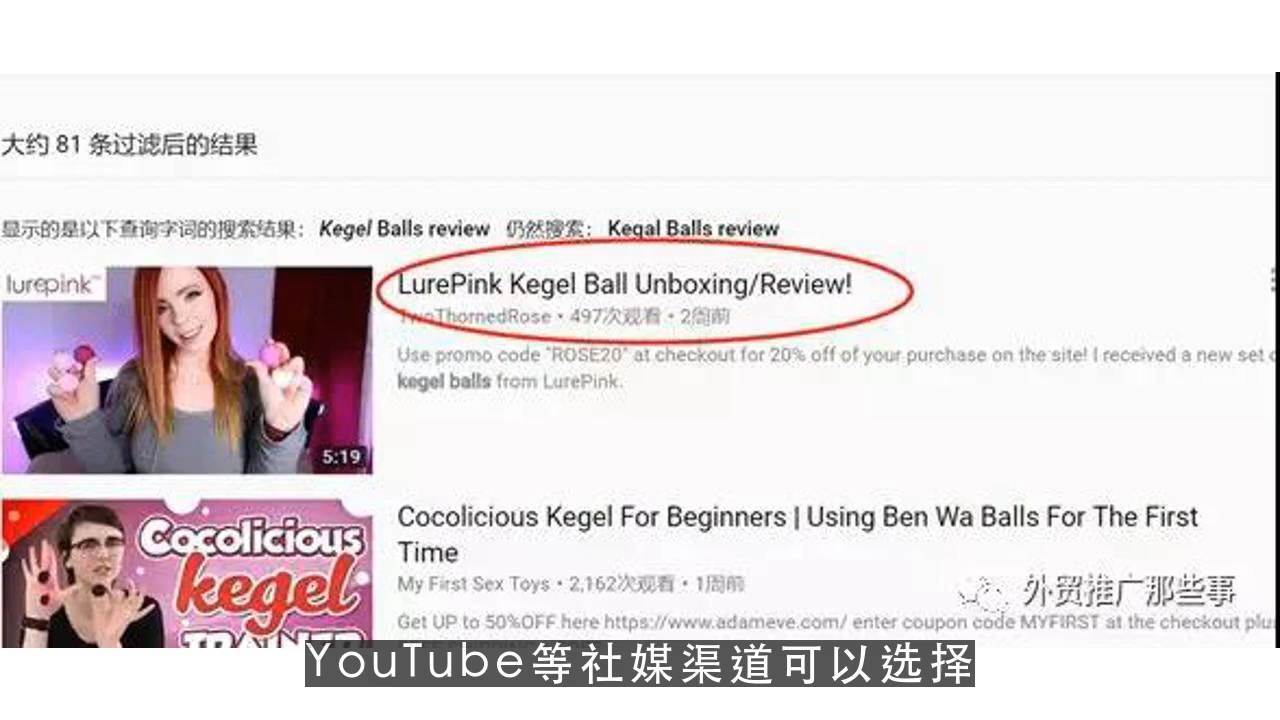 大约 81 条过滤后的结果
显示的是以下查询字词的搜索结果： Kegel Balls review 仍然搜索： Kegal Balls review
lurepink™
LurePink Kegel Ball Unboxing/Review!
TwoThornedRose • 497次观看 • 2周前
Use promo code "ROSE20" at checkout for 20% off of your purchase on the site! I received a new set
kegel balls from LurePink.
5:19
Cocolicious
kegel
TRAINER
Cocolicious Kegel For Beginners | Using Ben Wa Balls For The First
Time
My First Sex Toys • 2,162次观看 • 1周前
外贸推广那些事
Get UP to 50%OFF here https://www.adameve.com/ enter coupon code MYFIRST at the checkout plu
YouTube等社媒渠道可以选择